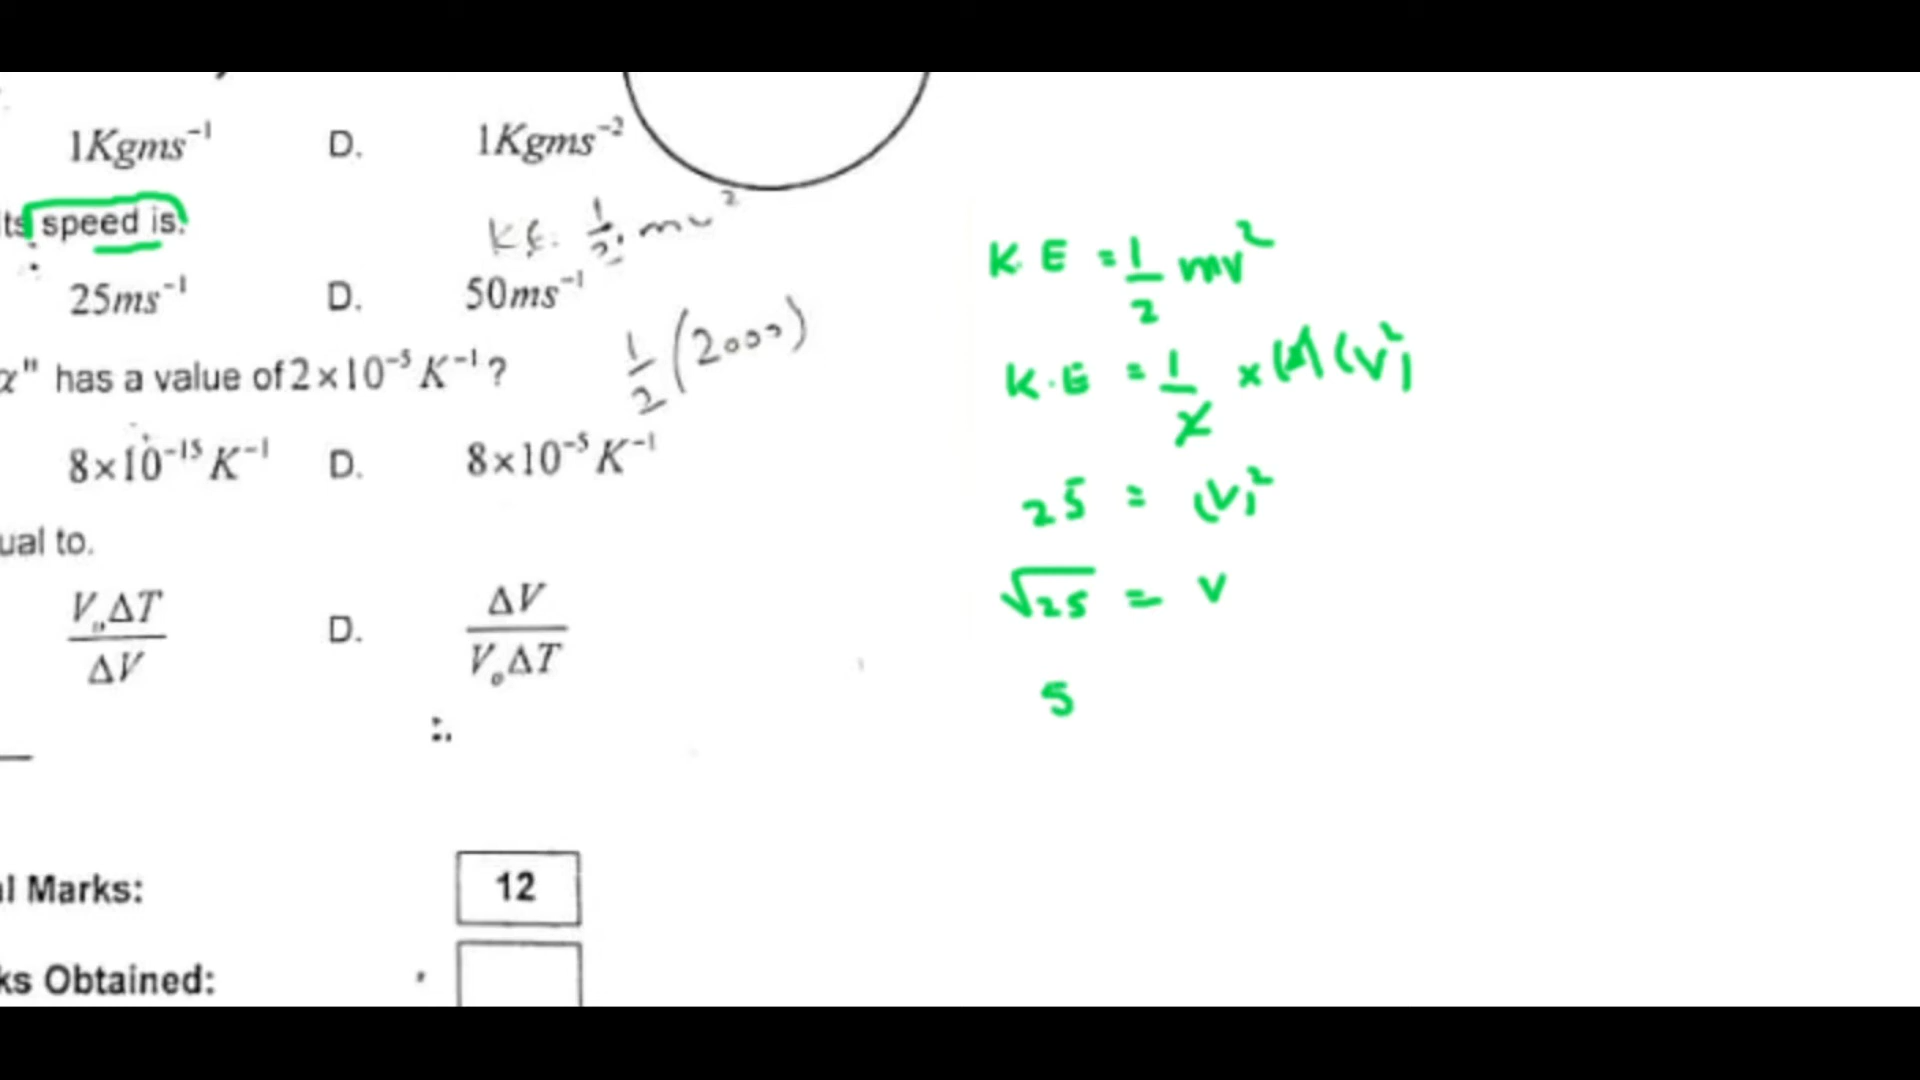 1Kgms⁻¹ D. 1Kgms⁻²
Its speed is:
K.E. ½ mv²
25ms⁻¹ D. 50ms⁻¹
½ (2000)
α" has a value of 2×10⁻⁵ K⁻¹?
8×10⁻¹⁵ K⁻¹ D. 8×10⁻⁵ K⁻¹
ual to.
V₀ΔT/ΔV D. ΔV/V₀ΔT
l Marks: 12
ks Obtained:
K.E = 1/2 mv²
K.E = 1/2 × (2) (v²)
25 = (v)²
√25 = v
5